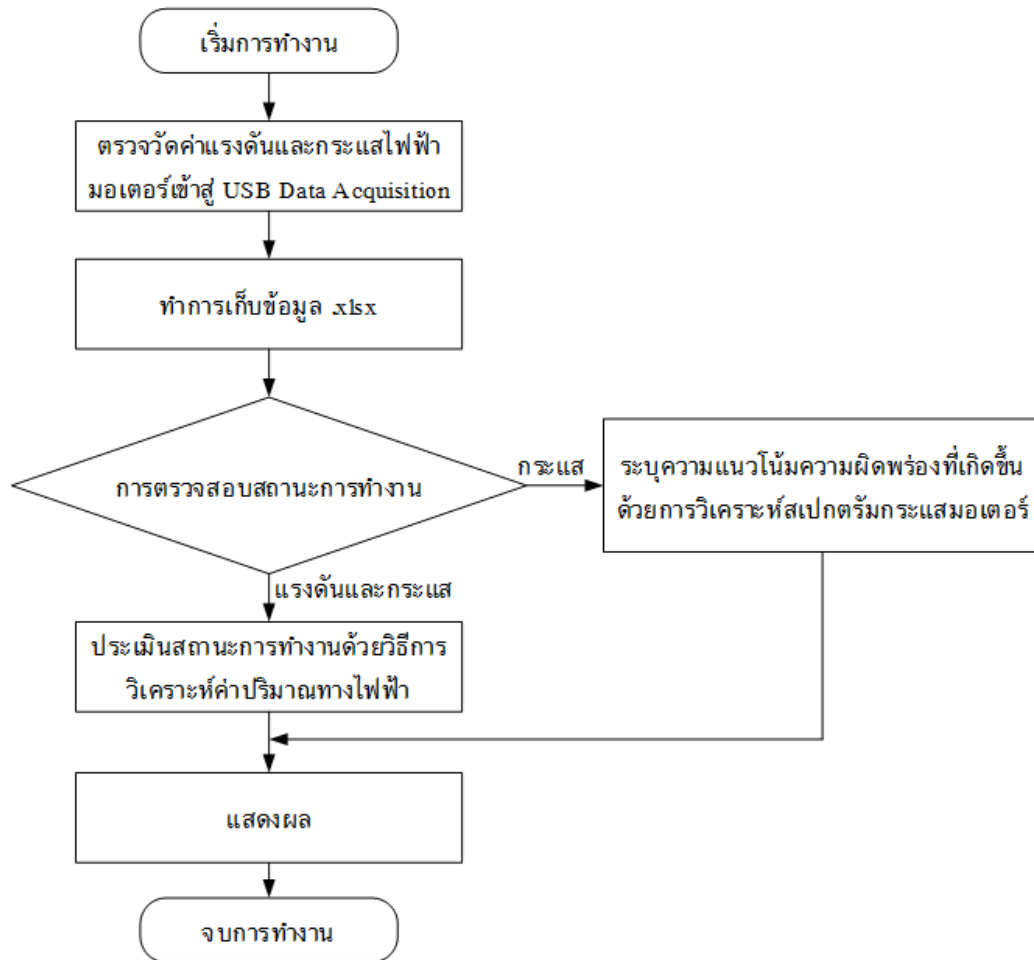 เริ่มการทำงาน
ตรวจวัดค่าแรงดันและกระแสไฟฟ้า
มอเตอร์เข้าสู่ USB Data Acquisition
ทำการเก็บข้อมูล .xlsx
การตรวจสอบสถานะการทำงาน
กระแส
ระบุความแนวโน้มความผิดพร่องที่เกิดขึ้น
ด้วยการวิเคราะห์สเปกตรัมกระแสมอเตอร์
แรงดันและกระแส
ประเมินสถานะการทำงานด้วยวิธีการ
วิเคราะห์ค่าปริมาณทางไฟฟ้า
แสดงผล
จบการทำงาน